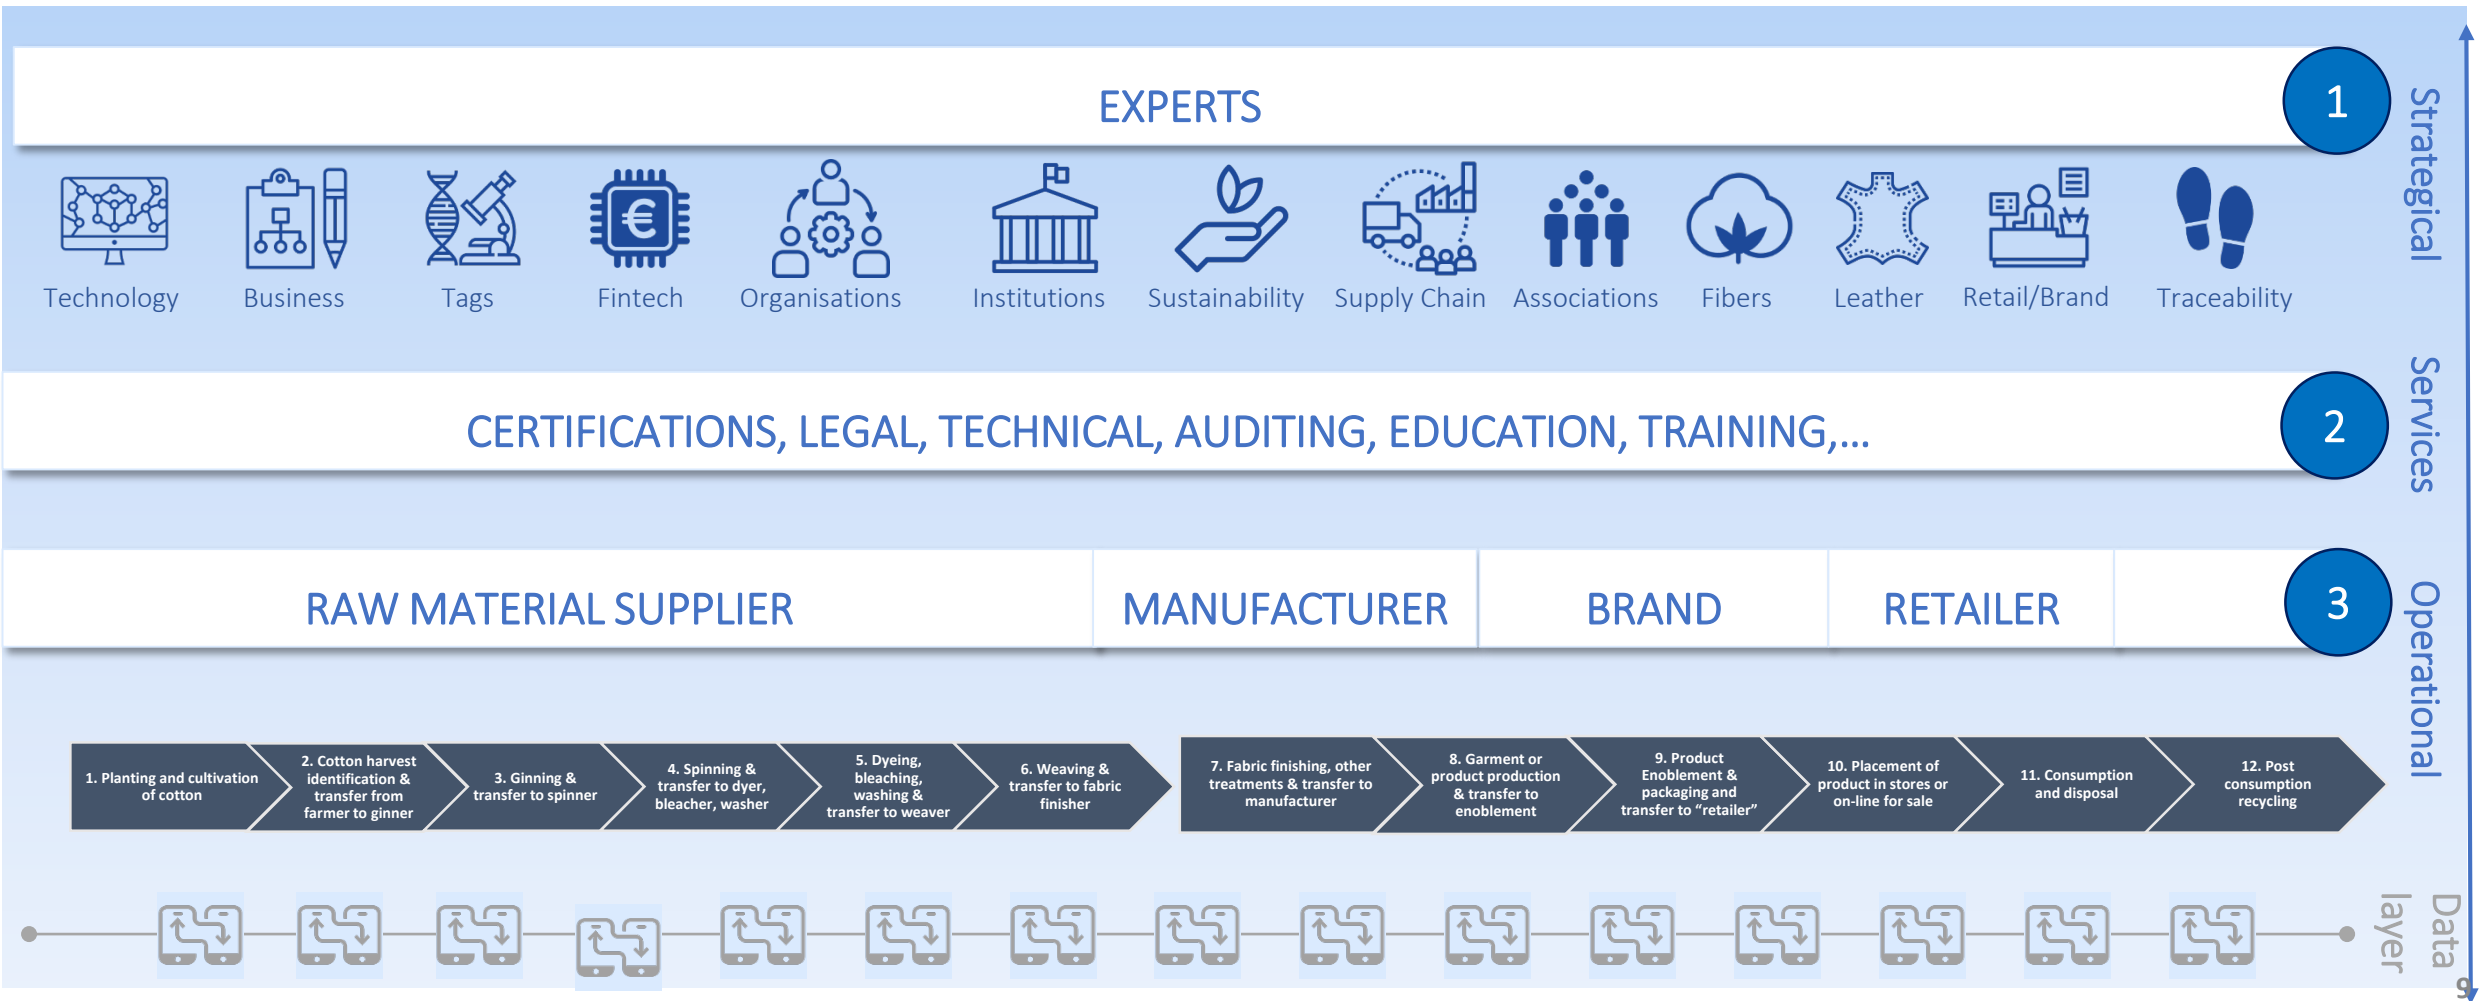 EXPERTS
1
Strategical
Technology
Business
Tags
Fintech
Organisations
Institutions
Sustainability
Supply Chain
Associations
Fibers
Leather
Retail/Brand
Traceability
CERTIFICATIONS, LEGAL, TECHNICAL, AUDITING, EDUCATION, TRAINING,...
2
Services
RAW MATERIAL SUPPLIER
MANUFACTURER
BRAND
RETAILER
3
Operational
1. Planting and cultivation
of cotton
2. Cotton harvest
identification &
transfer from
farmer to ginner
3. Ginning &
transfer to spinner
4. Spinning &
transfer to dyer,
bleacher, washer
5. Dyeing,
bleaching,
washing &
transfer to weaver
6. Weaving &
transfer to fabric
finisher
7. Fabric finishing, other
treatments & transfer to
manufacturer
8. Garment or
product production
& transfer to
enoblement
9. Product
Enoblement &
packaging and
transfer to “retailer”
10. Placement of
product in stores or
on-line for sale
11. Consumption
and disposal
12. Post
consumption
recycling
Data
layer
9